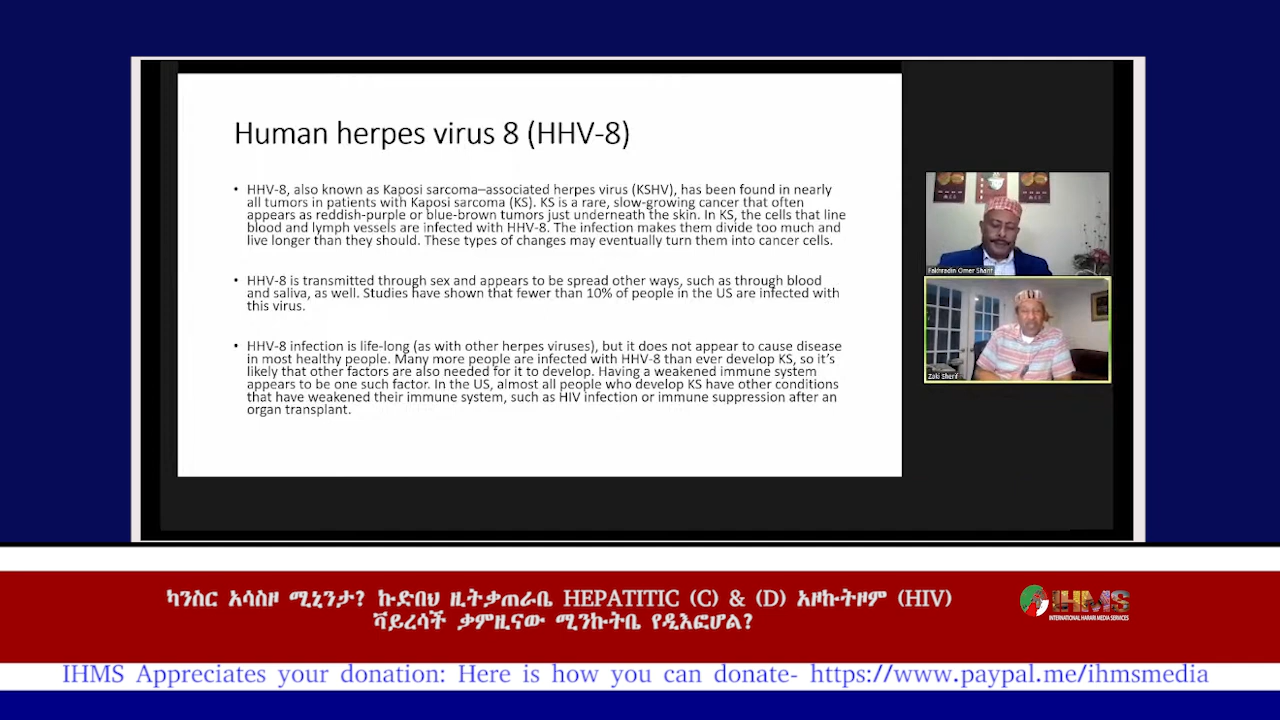 Human herpes virus 8 (HHV-8)
• HHV-8, also known as Kaposi sarcoma–associated herpes virus (KSHV), has been found in nearly
all tumors in patients with Kaposi sarcoma (KS). KS is a rare, slow-growing cancer that often
appears as reddish-purple or blue-brown tumors just underneath the skin. In KS, the cells that line
blood and lymph vessels are infected with HHV-8. The infection makes them divide too much and
live longer than they should. These types of changes may eventually turn them into cancer cells.
• HHV-8 is transmitted through sex and appears to be spread other ways, such as through blood
and saliva, as well. Studies have shown that fewer than 10% of people in the US are infected with
this virus.
• HHV-8 infection is life-long (as with other herpes viruses), but it does not appear to cause disease
in most healthy people. Many more people are infected with HHV-8 than ever develop KS, so it's
likely that other factors are also needed for it to develop. Having a weakened immune system
appears to be one such factor. In the US, almost all people who develop KS have other conditions
that have weakened their immune system, such as HIV infection or immune suppression after an
organ transplant.
Fakhradin Omer Sharif
Zaki Sherif
ካንስር አሳስዞ ሚኒንታ? ኩድበህ ዚትቃጠራቤ HEPATITIC (C) & (D) አዞኩትዞም (HIV)
ቫይረሳች ቃምዚናው ሚንኩትቤ የዲእፎሆል?
IHMS
INTERNATIONAL HARARI MEDIA SERVICES
IHMS Appreciates your donation: Here is how you can donate- https://www.paypal.me/ihmsmedia